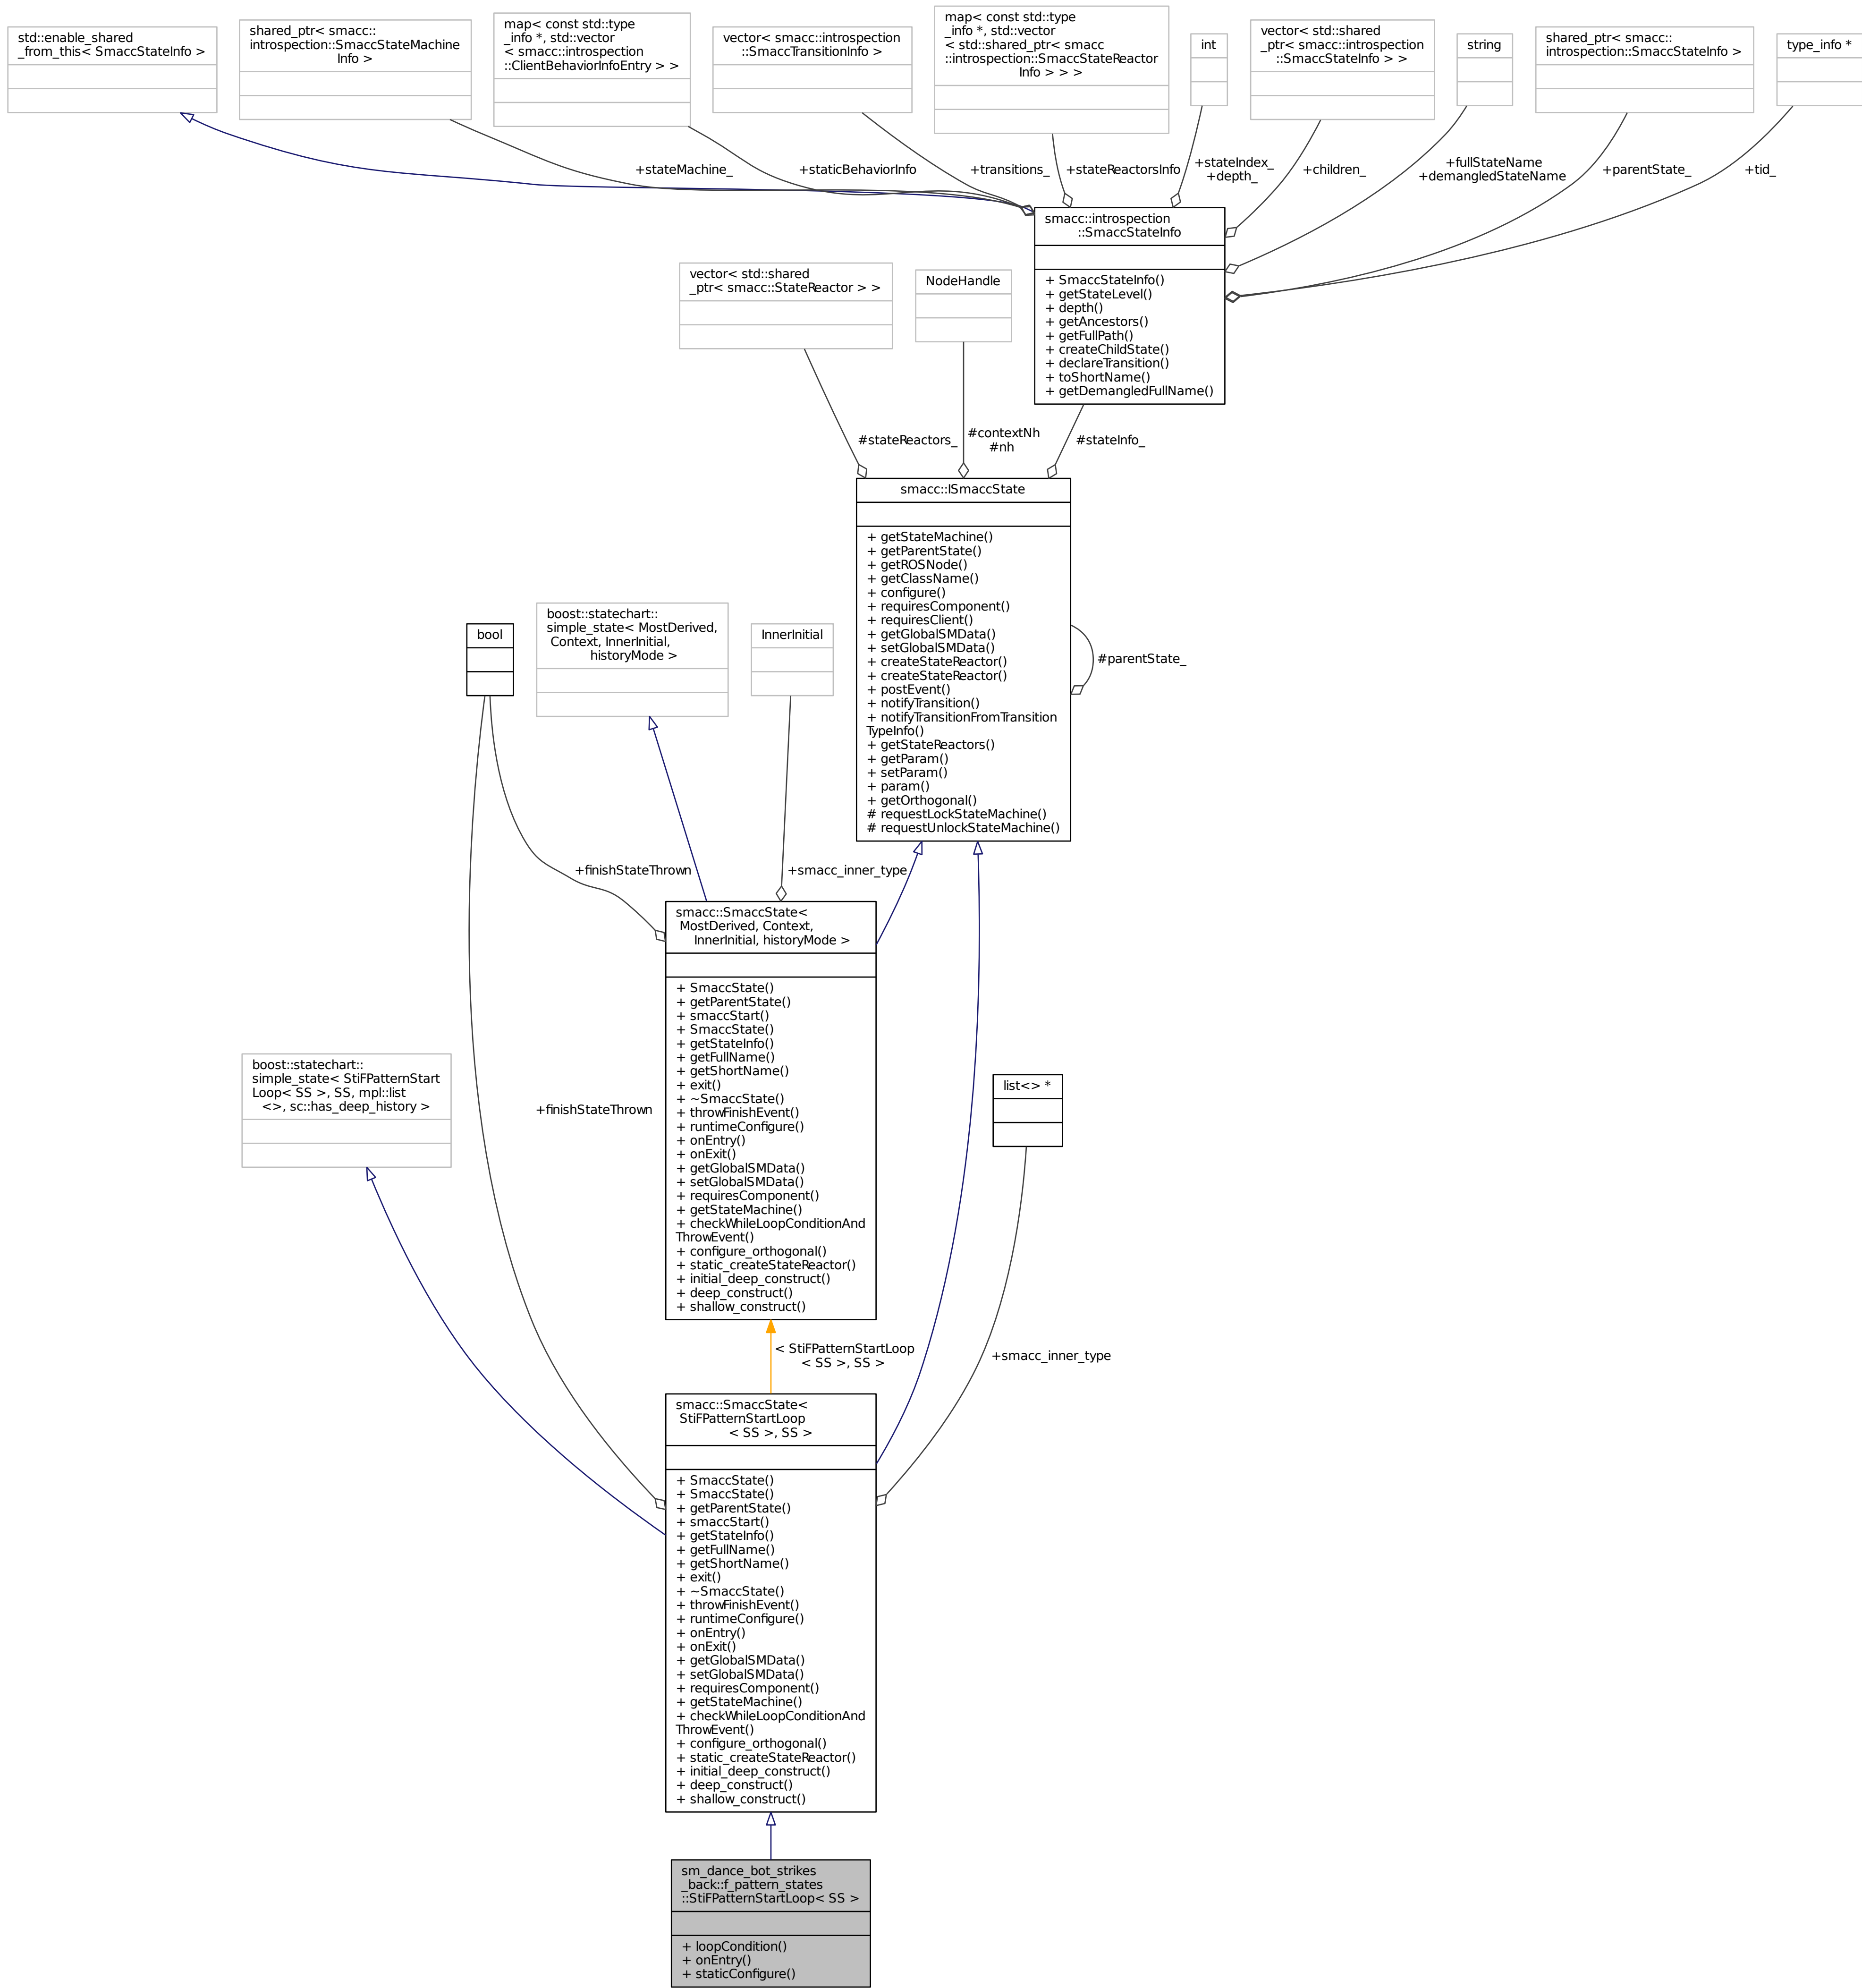 std::enable_shared
_from_this< SmaccStateInfo >
shared_ptr< smacc::
introspection::SmaccStateMachine
Info >
map< const std::type
_info *, std::vector
< smacc::introspection
::ClientBehaviorInfoEntry > >
vector< smacc::introspection
::SmaccTransitionInfo >
map< const std::type
_info *, std::vector
< std::shared_ptr< smacc
::introspection::SmaccStateReactor
Info > > >
int
vector< std::shared
_ptr< smacc::introspection
::SmaccStateInfo > >
string
shared_ptr< smacc::
introspection::SmaccStateInfo >
type_info *
+stateMachine_
+staticBehaviorInfo
+transitions_
+stateReactorsInfo
+stateIndex_
+depth_
+children_
+fullStateName
+demangledStateName
+parentState_
+tid_
smacc::introspection
::SmaccStateInfo
+ SmaccStateInfo()
+ getStateLevel()
+ depth()
+ getAncestors()
+ getFullPath()
+ createChildState()
+ declareTransition()
+ toShortName()
+ getDemangledFullName()
vector< std::shared
_ptr< smacc::StateReactor > >
NodeHandle
#stateReactors_
#contextNh
#nh
#stateInfo_
smacc::ISmaccState
+ getStateMachine()
+ getParentState()
+ getROSNode()
+ getClassName()
+ configure()
+ requiresComponent()
+ requiresClient()
+ getGlobalSMData()
+ setGlobalSMData()
+ createStateReactor()
+ createStateReactor()
+ postEvent()
+ notifyTransition()
+ notifyTransitionFromTransition
TypeInfo()
+ getStateReactors()
+ getParam()
+ setParam()
+ param()
+ getOrthogonal()
# requestLockStateMachine()
# requestUnlockStateMachine()
#parentState_
bool
boost::statechart::
simple_state< MostDerived,
Context, InnerInitial,
historyMode >
InnerInitial
+finishStateThrown
+smacc_inner_type
smacc::SmaccState<
MostDerived, Context,
InnerInitial, historyMode >
+ SmaccState()
+ getParentState()
+ smaccStart()
+ SmaccState()
+ getStateInfo()
+ getFullName()
+ getShortName()
+ exit()
+ ~SmaccState()
+ throwFinishEvent()
+ runtimeConfigure()
+ onEntry()
+ onExit()
+ getGlobalSMData()
+ setGlobalSMData()
+ requiresComponent()
+ getStateMachine()
+ checkWhileLoopConditionAnd
ThrowEvent()
+ configure_orthogonal()
+ static_createStateReactor()
+ initial_deep_construct()
+ deep_construct()
+ shallow_construct()
boost::statechart::
simple_state< StiFPatternStart
Loop< SS >, SS, mpl::list
<>, sc::has_deep_history >
+finishStateThrown
list<> *
< StiFPatternStartLoop
< SS >, SS >
+smacc_inner_type
smacc::SmaccState<
StiFPatternStartLoop
< SS >, SS >
+ SmaccState()
+ SmaccState()
+ getParentState()
+ smaccStart()
+ getStateInfo()
+ getFullName()
+ getShortName()
+ exit()
+ ~SmaccState()
+ throwFinishEvent()
+ runtimeConfigure()
+ onEntry()
+ onExit()
+ getGlobalSMData()
+ setGlobalSMData()
+ requiresComponent()
+ getStateMachine()
+ checkWhileLoopConditionAnd
ThrowEvent()
+ configure_orthogonal()
+ static_createStateReactor()
+ initial_deep_construct()
+ deep_construct()
+ shallow_construct()
sm_dance_bot_strikes
_back::f_pattern_states
::StiFPatternStartLoop< SS >
+ loopCondition()
+ onEntry()
+ staticConfigure()